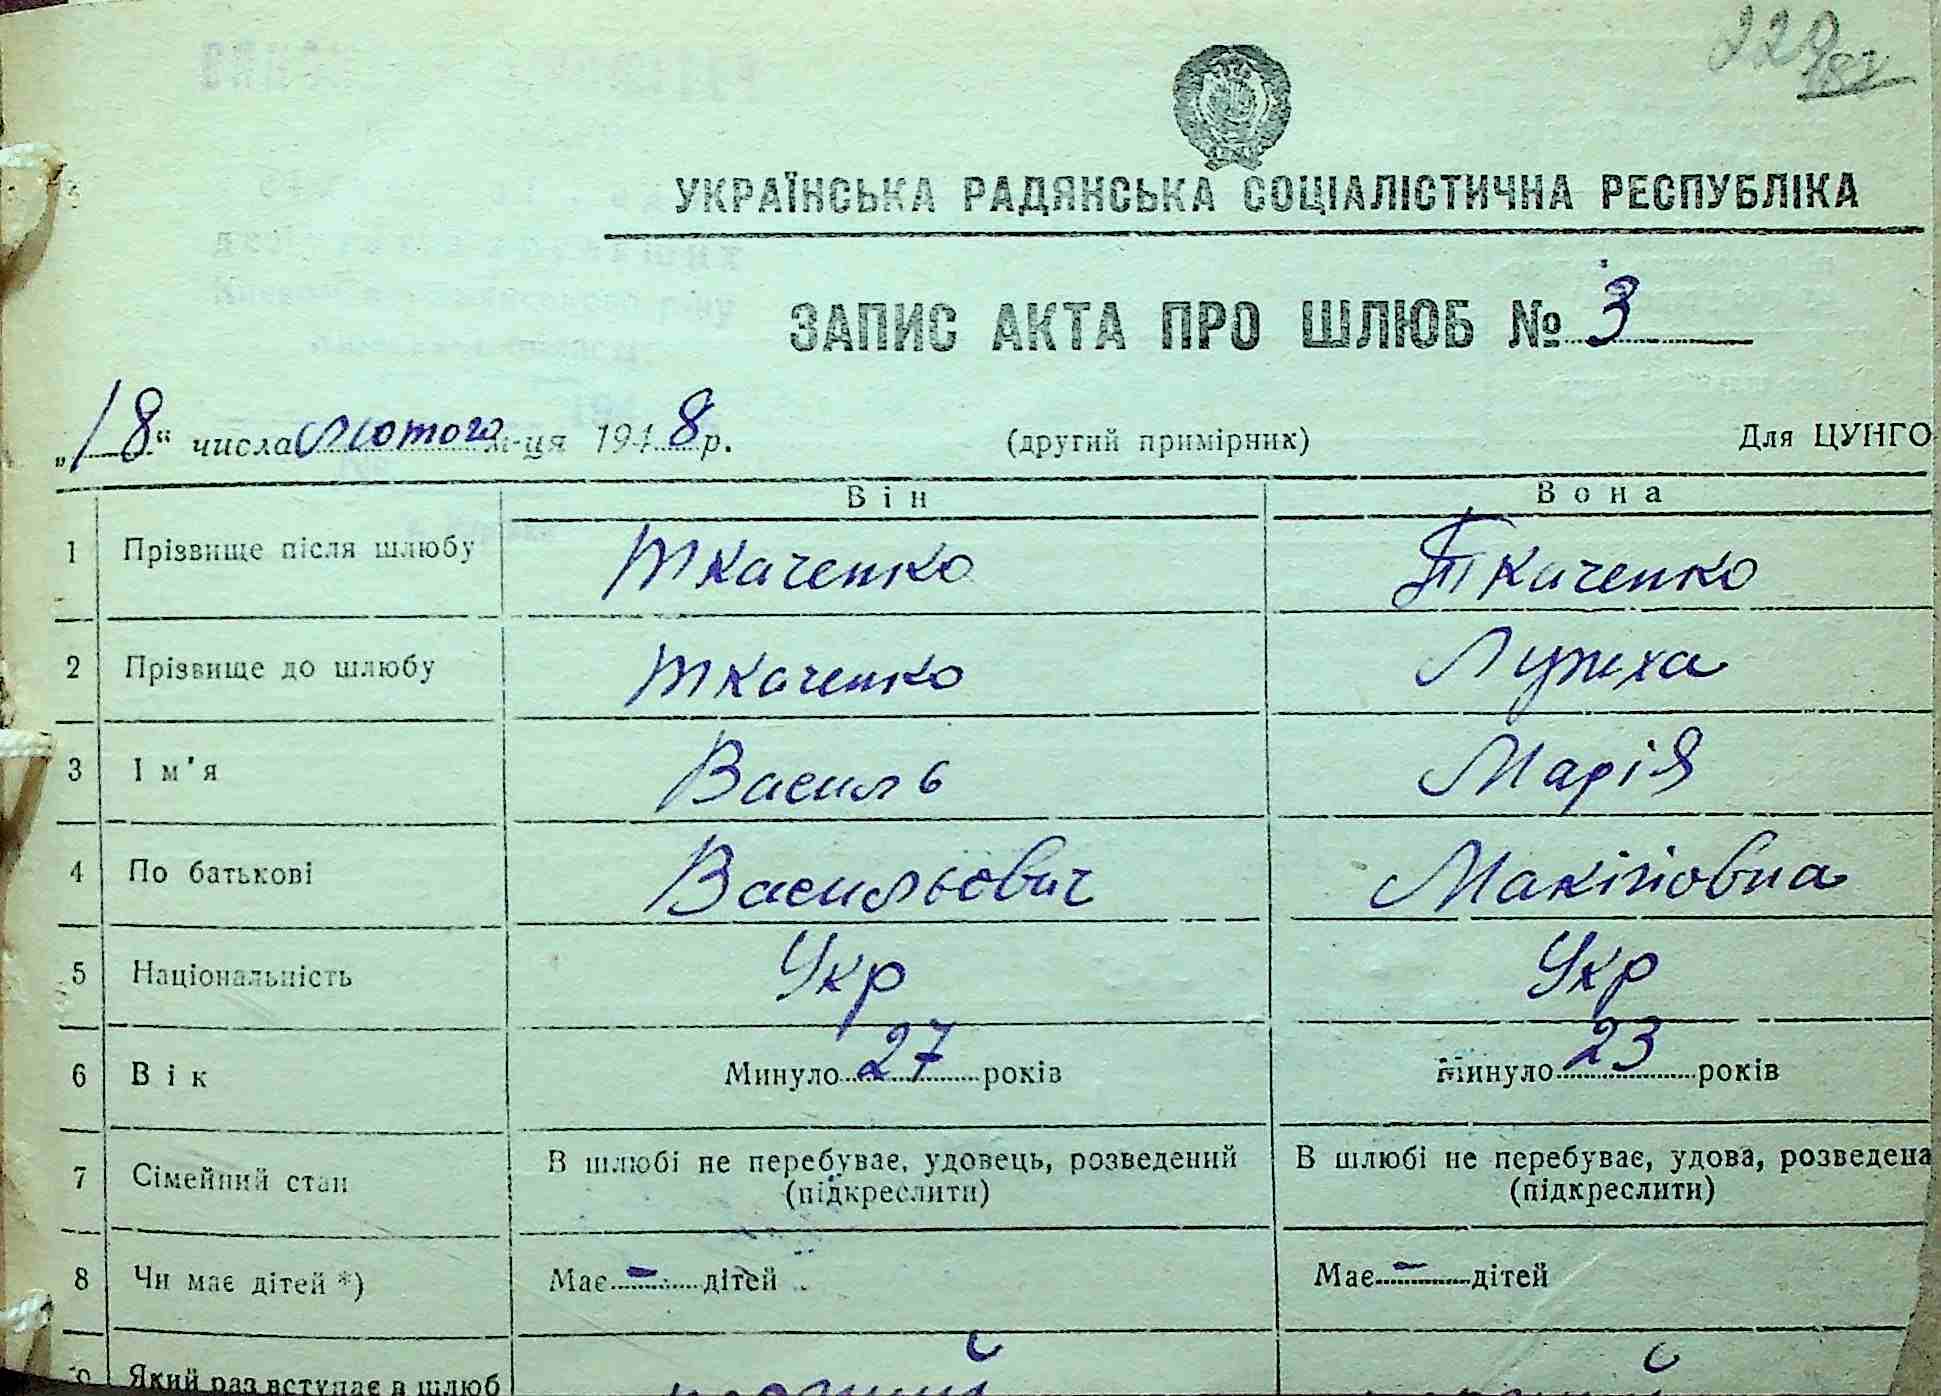 220
УКРАЇНСЬКА РАДЯНСЬКА СОЦІАЛІСТИЧНА РЕСПУБЛІКА
ЗАПИС АКТА ПРО ШЛЮБ № 3
„18“ числа лютого м-ця 1948 р. (другий примірник) Для ЦУНГО
Він Вона
1 Прізвище після шлюбу Ткаченко Ткаченко
2 Прізвище до шлюбу Ткаченко
3 Ім'я Василь Марія
4 По батькові Васильович
5 Національність Укр Укр
6 Вік Минуло 27 років Минуло 23 років
7 Сімейний стан В шлюбі не перебуває, удовець, розведений (підкреслити) В шлюбі не перебуває, удова, розведена (підкреслити)
8 Чи має дітей *) Має – дітей Має – дітей
9 Який раз вступає в шлюб